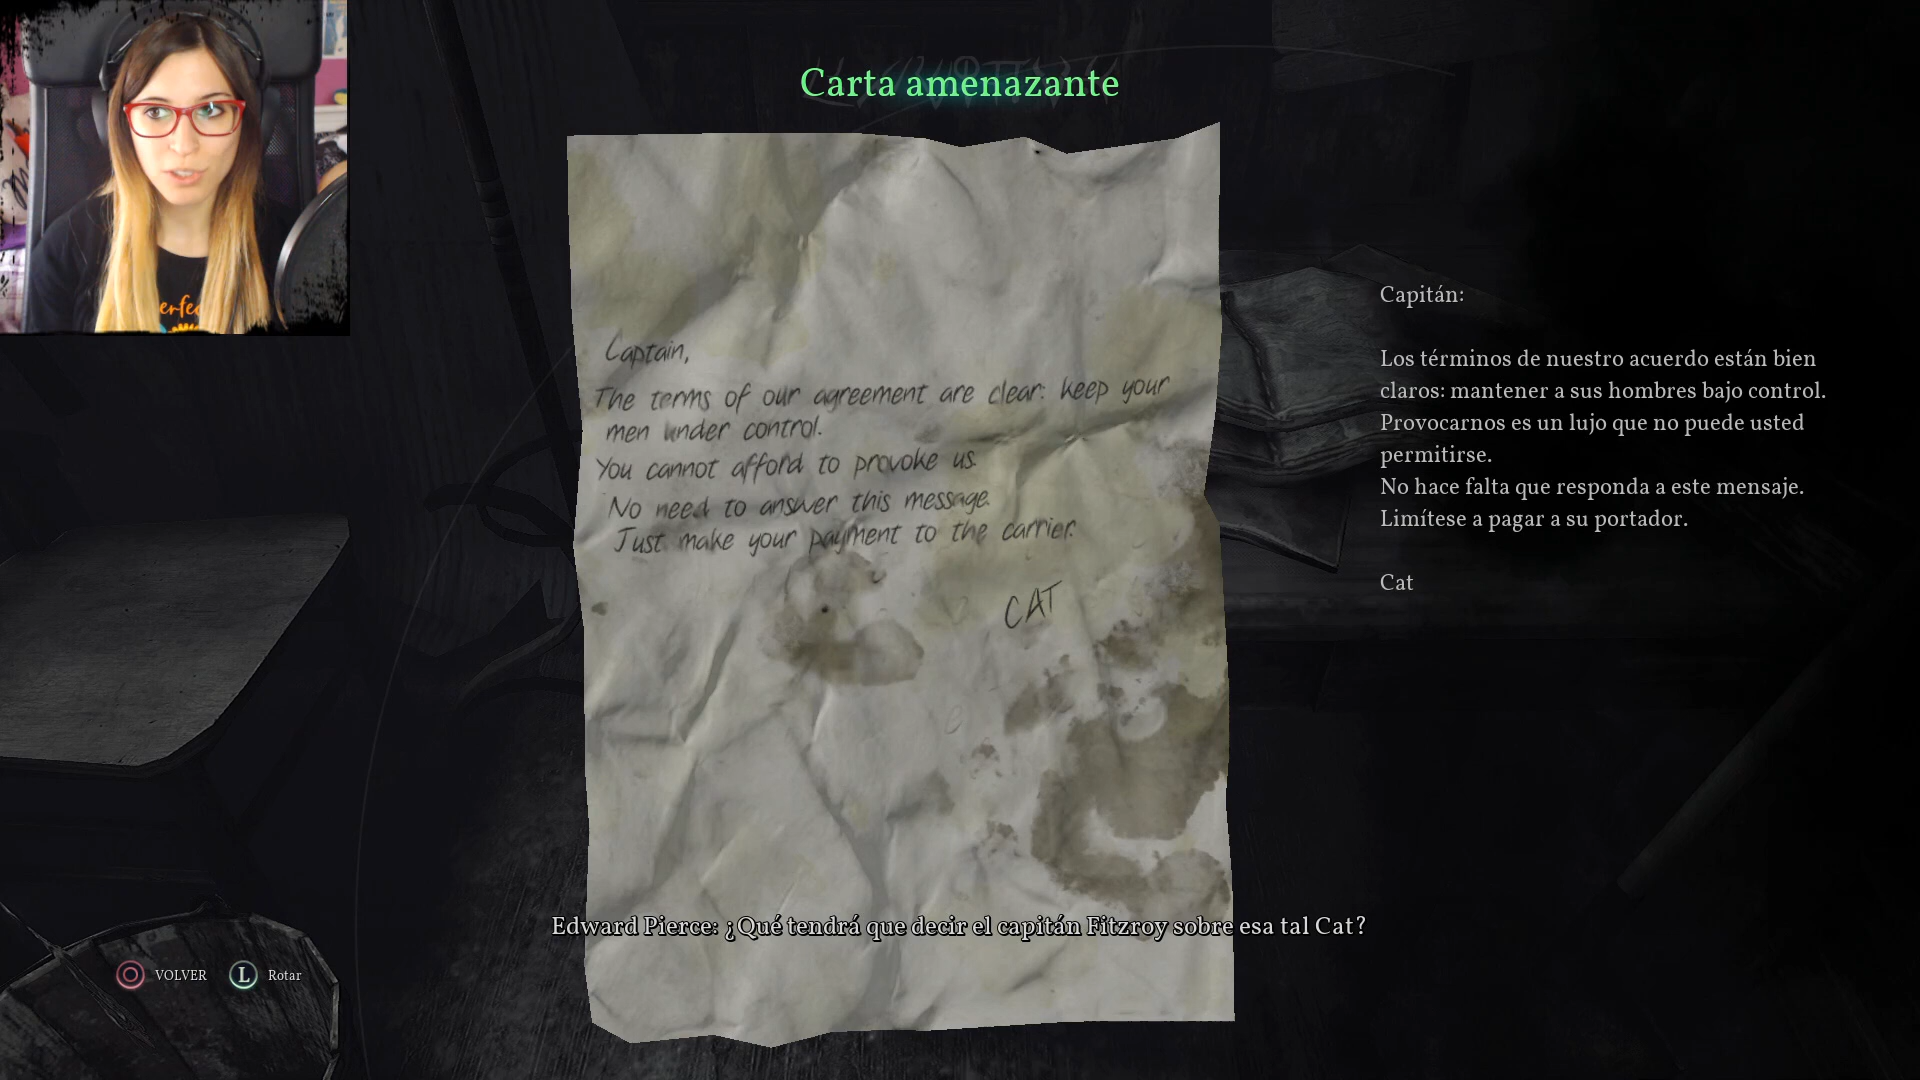 Carta amenazante
Captain,
The terms of our agreement are clear: keep your
men under control.
You cannot afford to provoke us.
No need to answer this message.
Just make your payment to the carrier.
CAT
Capitán:
Los términos de nuestro acuerdo están bien
claros: mantener a sus hombres bajo control.
Provocarnos es un lujo que no puede usted
permitirse.
No hace falta que responda a este mensaje.
Limítese a pagar a su portador.
Cat
Edward Pierce: ¿Qué tendrá que decir el capitán Fitzroy sobre esa tal Cat?
VOLVER
L Rotar